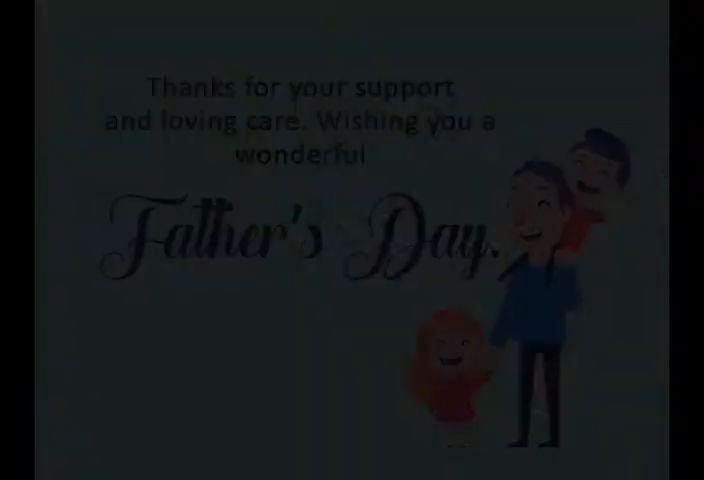 Thanks for your support
and loving care. Wishing you a
wonderful
Father's Day.